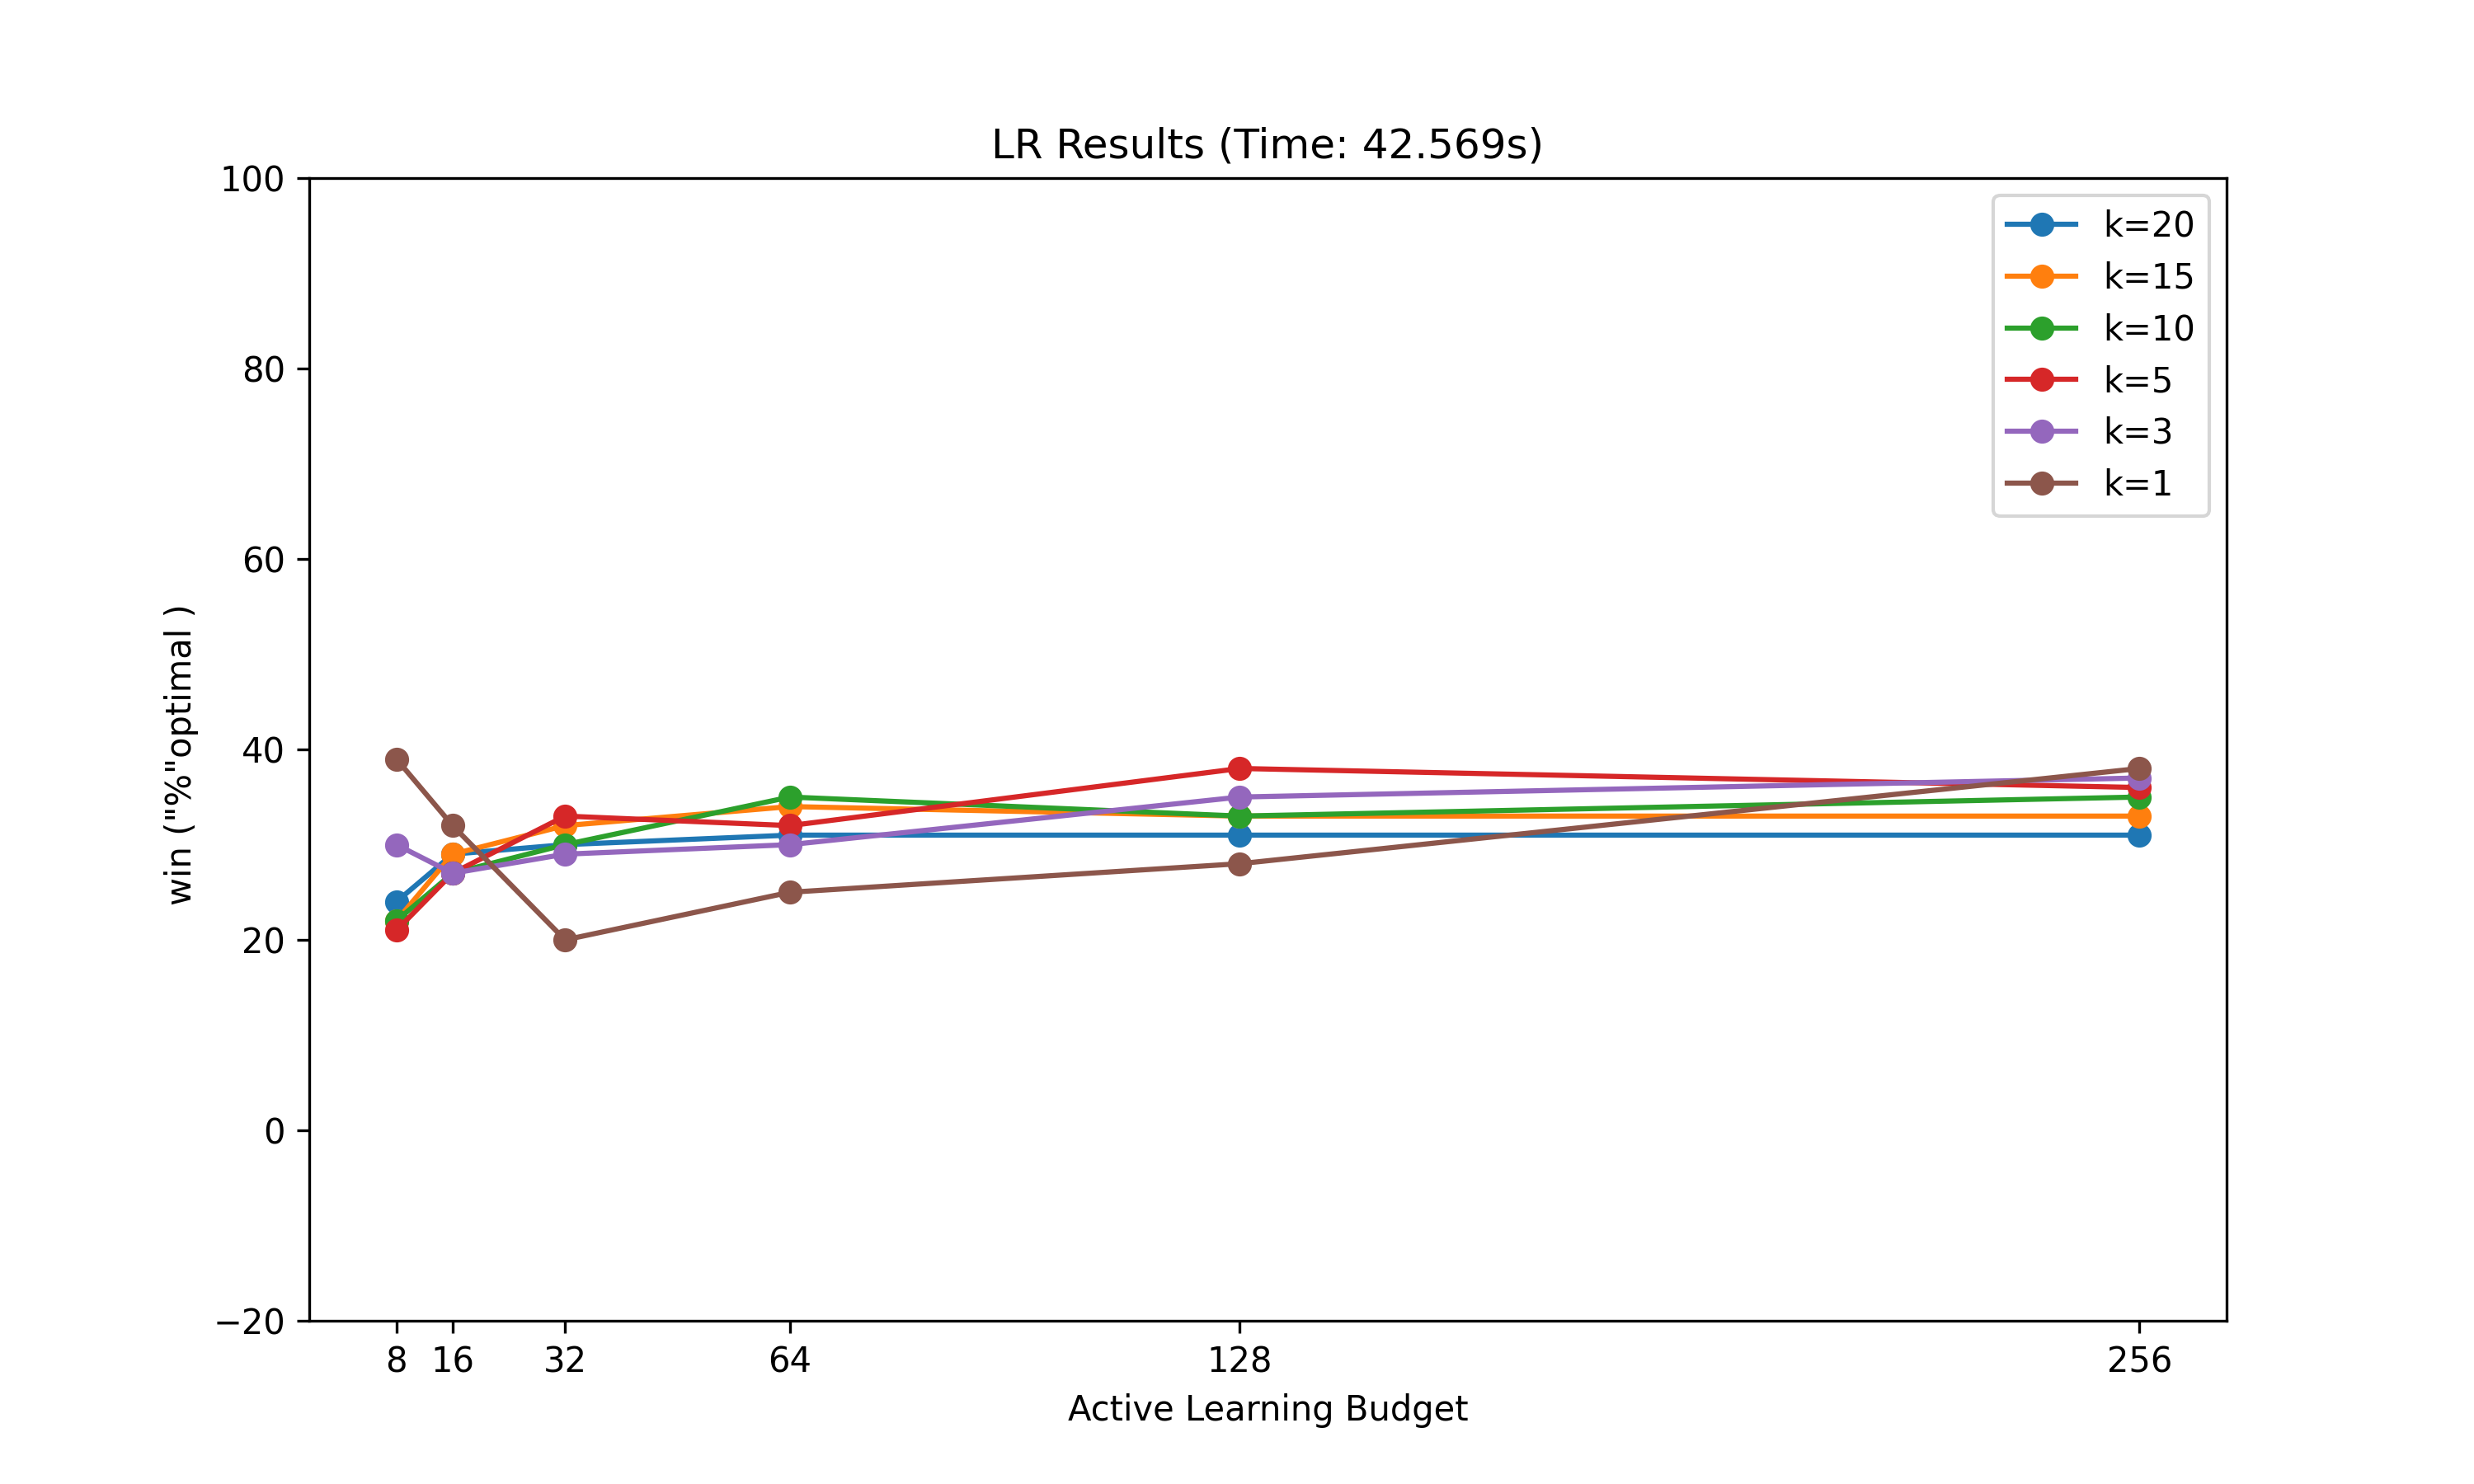 LR Results (Time: 42.569s)
100
80
60
40
20
0
−20
win ("%"optimal )
k=20
k=15
k=10
k=5
k=3
k=1
8 16 32 64 128 256
Active Learning Budget